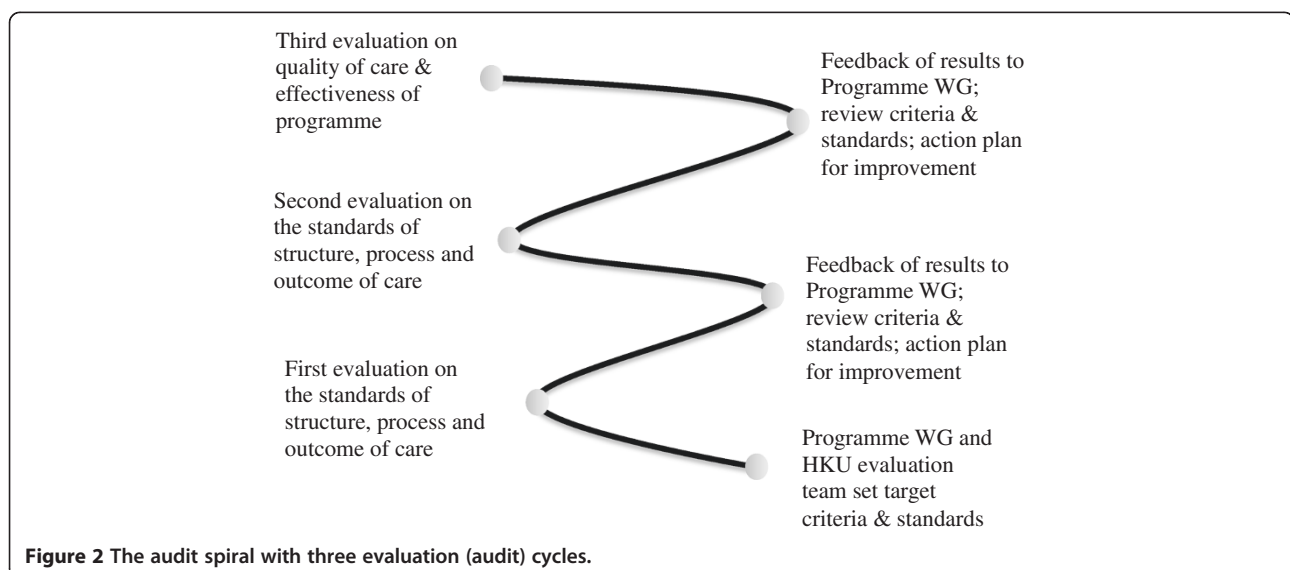 Third evaluation on
quality of care &
effectiveness of
programme
Feedback of results to
Programme WG;
review criteria &
standards; action plan
for improvement
Second evaluation on
the standards of
structure, process and
outcome of care
Feedback of results to
Programme WG;
review criteria &
standards; action plan
for improvement
First evaluation on
the standards of
structure, process and
outcome of care
Programme WG and
HKU evaluation
team set target
criteria & standards
Figure 2 The audit spiral with three evaluation (audit) cycles.